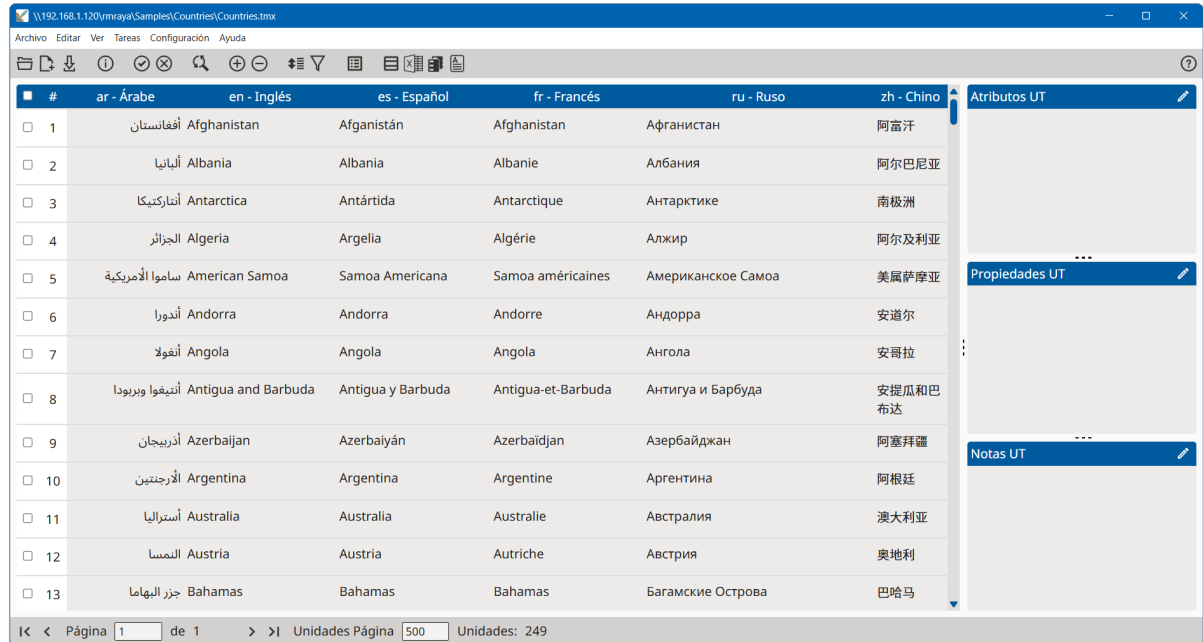 \\192.168.1.120\rmraya\Samples\Countries\Countries.tmx
Archivo Editar Ver Tareas Configuración Ayuda
# ar - Árabe en - Inglés es - Español fr - Francés ru - Ruso zh - Chino Atributos UT
1 أفغانستان Afghanistan Afganistán Afghanistan Афганистан 阿富汗
2 ألبانيا Albania Albania Albanie Албания 阿尔巴尼亚
3 أنتاركتيكا Antarctica Antártida Antarctique Антарктике 南极洲
4 الجزائر Algeria Argelia Algérie Алжир 阿尔及利亚
5 ساموا الأمريكية American Samoa Samoa Americana Samoa américaines Американское Самоа 美属萨摩亚
Propiedades UT
6 أندورا Andorra Andorra Andorre Андорра 安道尔
7 أنغولا Angola Angola Angola Ангола 安哥拉
8 أنتيغوا وبربودا Antigua and Barbuda Antigua y Barbuda Antigua-et-Barbuda Антигуа и Барбуда 安提瓜和巴
布达
9 أذربيجان Azerbaijan Azerbaiyán Azerbaïdjan Азербайджан 阿塞拜疆
Notas UT
10 الأرجنتين Argentina Argentina Argentine Аргентина 阿根廷
11 أستراليا Australia Australia Australie Австралия 澳大利亚
12 النمسا Austria Austria Autriche Австрия 奥地利
13 جزر البهاما Bahamas Bahamas Bahamas Багамские Острова 巴哈马
Página 1 de 1 Unidades Página 500 Unidades: 249